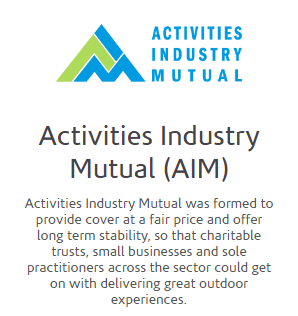 ACTIVITIES
INDUSTRY
MUTUAL
Activities Industry
Mutual (AIM)
Activities Industry Mutual was formed to
provide cover at a fair price and offer
long term stability, so that charitable
trusts, small businesses and sole
practitioners across the sector could get
on with delivering great outdoor
experiences.